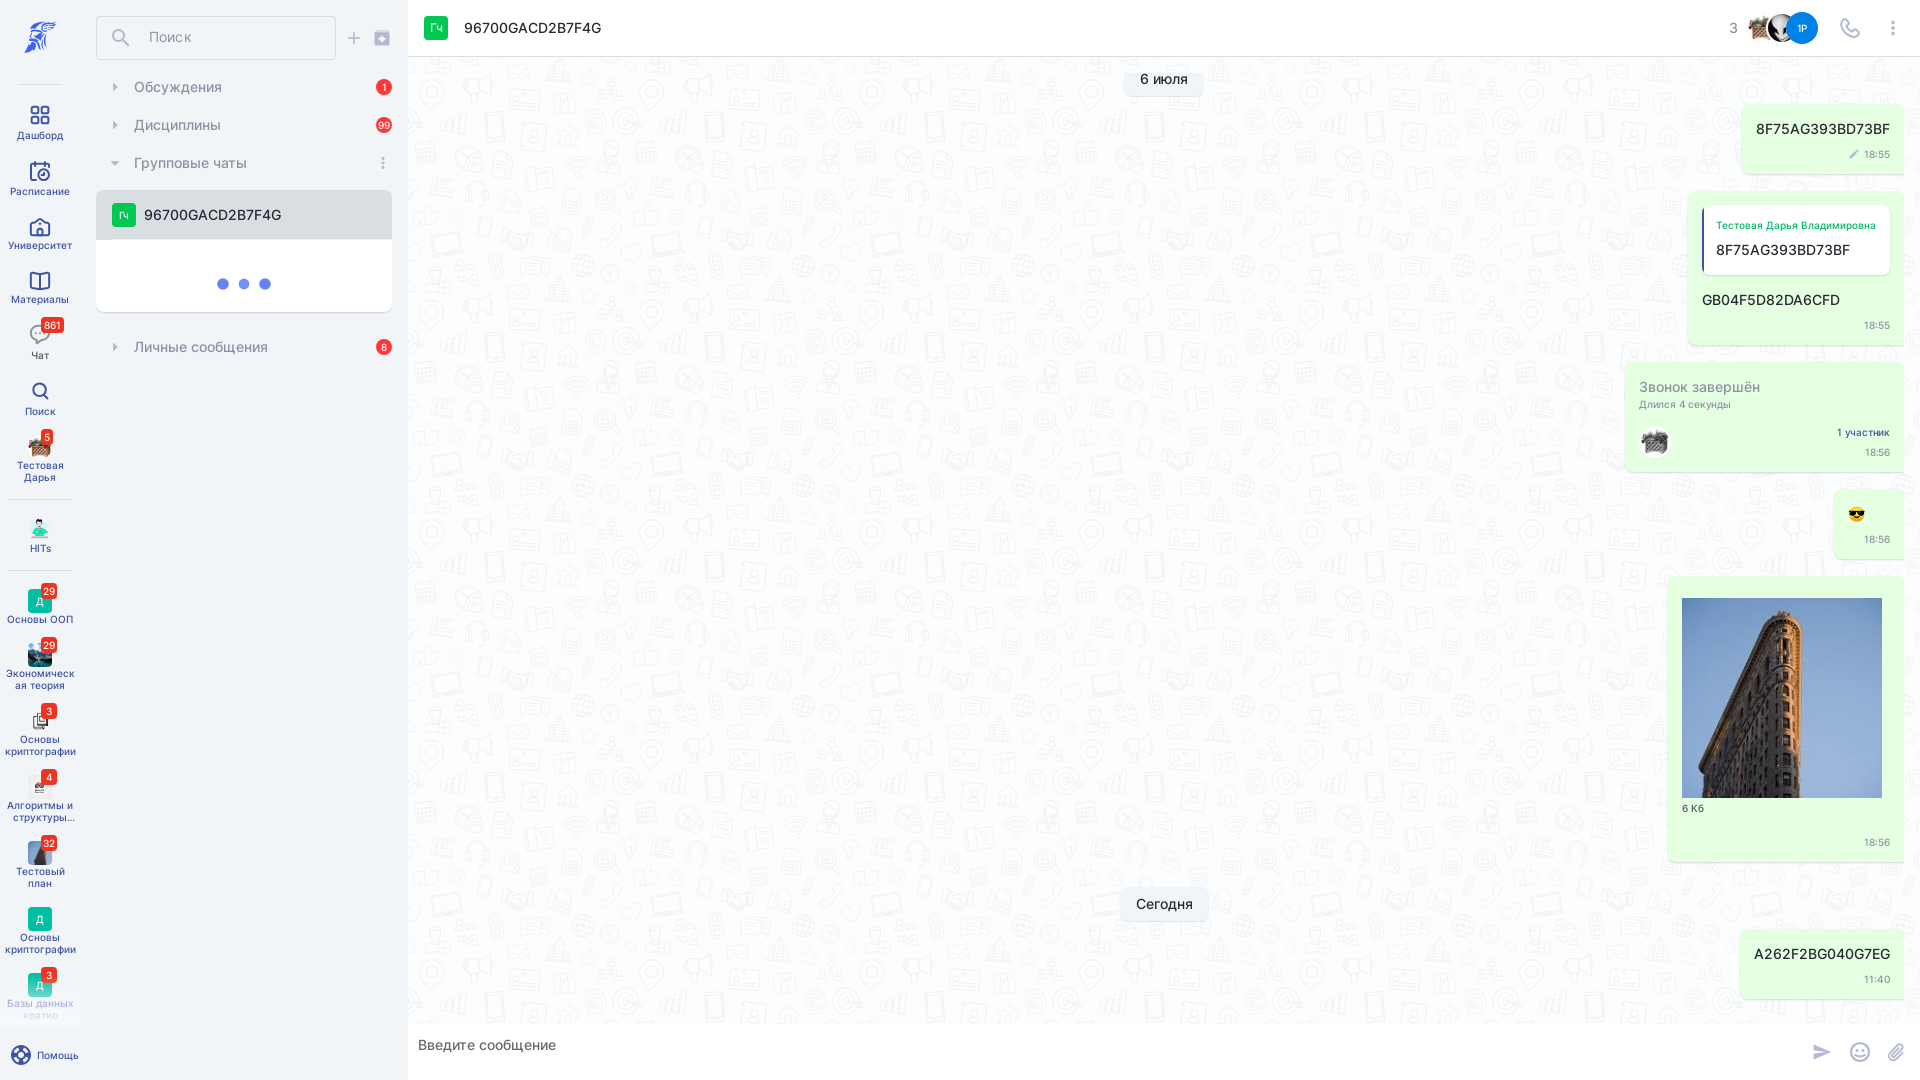 Дашборд
Расписание
Университет
Материалы
861
Чат
Поиск
5
Тестовая
Дарья
HITs
29
Д
Основы ООП
29
Экономическ
ая теория
3
Основы
криптографии
4
Алгоритмы и
структуры...
32
Тестовый
план
Д
Основы
криптографии
3
Д
Базы данных
кратко
Помощь
Поиск
Обсуждения
1
Дисциплины
99
Групповые чаты
Гч
96700GACD2B7F4G
Личные сообщения
8
Гч
96700GACD2B7F4G
3
1Р
6 июля
8F75AG393BD73BF
18:55
Тестовая Дарья Владимировна
8F75AG393BD73BF
GB04F5D82DA6CFD
18:55
Звонок завершён
Длился 4 секунды
1 участник
18:56
18:56
6 Кб
18:56
Сегодня
A262F2BG040G7EG
11:40
Введите сообщение